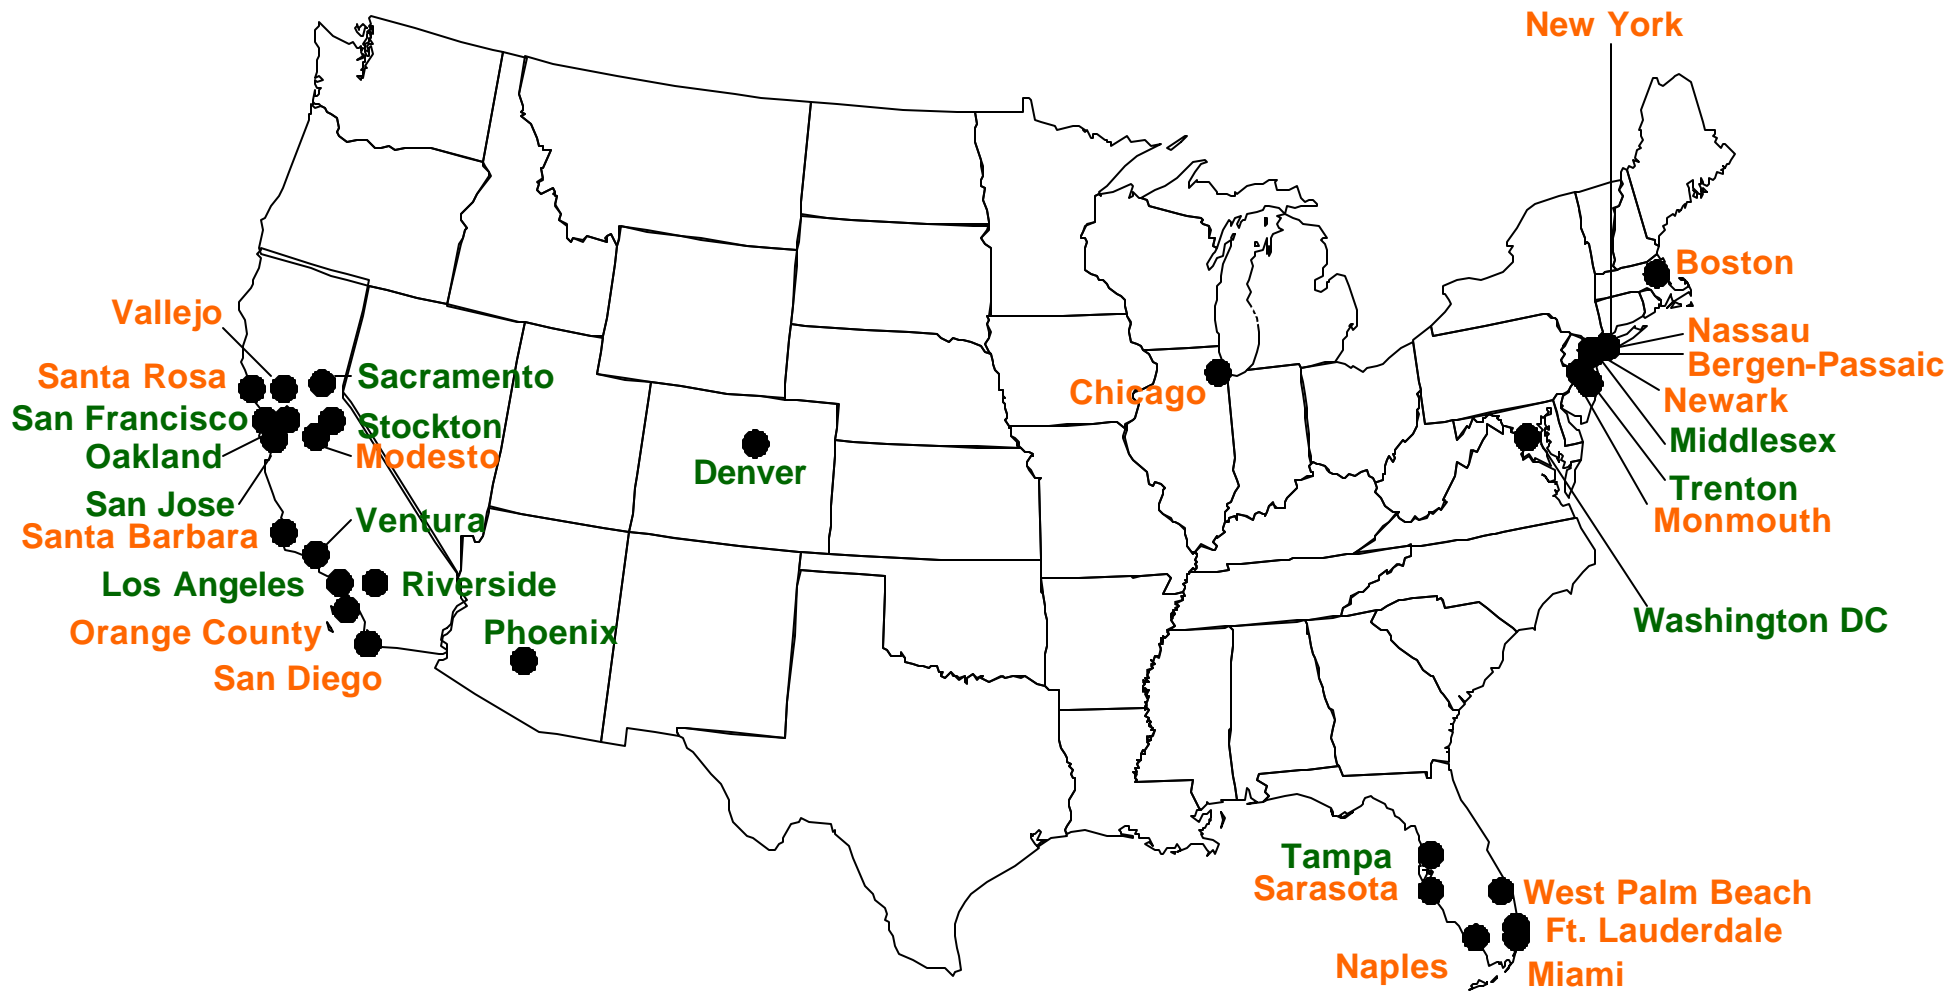 New York
Boston
Vallejo
Nassau
Bergen-Passaic
Santa Rosa
Sacramento
Chicago
Newark
San Francisco
Stockton
Middlesex
Oakland
Modesto
Denver
Trenton
San Jose
Monmouth
Santa Barbara
Ventura
Los Angeles
Riverside
Washington DC
Orange County
Phoenix
San Diego
Tampa
Sarasota
West Palm Beach
Ft. Lauderdale
Naples
Miami